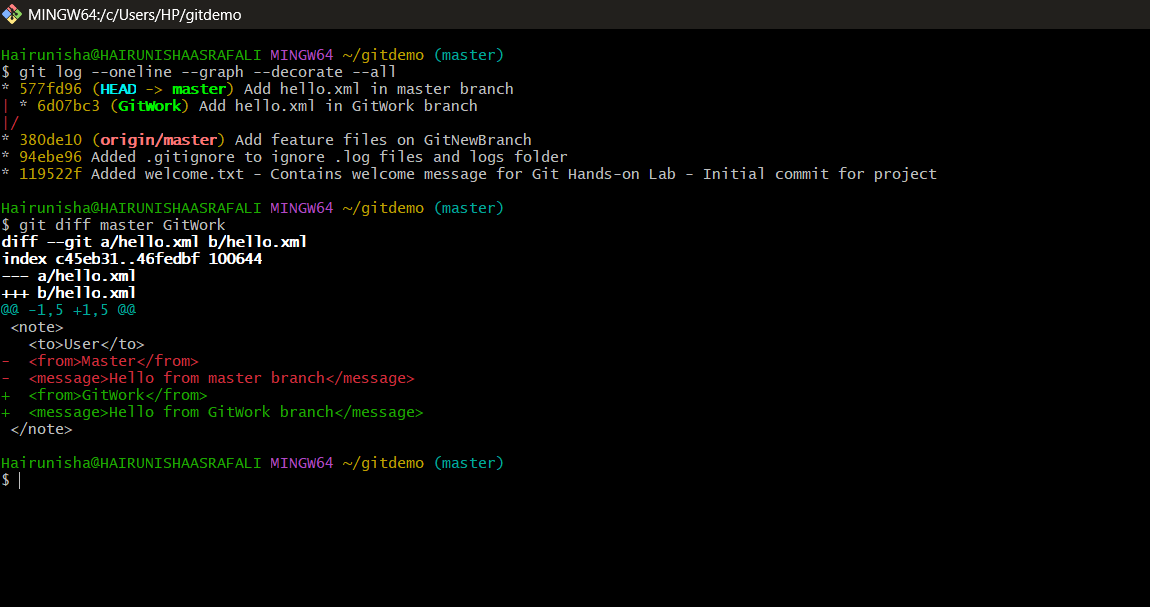 MINGW64:/c/Users/HP/gitdemo
Hairunisha@HAIRUNISHAASRAFALI MINGW64 ~/gitdemo (master)
$ git log --oneline --graph --decorate --all
* 577fd96 (HEAD -> master) Add hello.xml in master branch
| * 6d07bc3 (GitWork) Add hello.xml in GitWork branch
|/
* 380de10 (origin/master) Add feature files on GitNewBranch
* 94ebe96 Added .gitignore to ignore .log files and logs folder
* 119522f Added welcome.txt - Contains welcome message for Git Hands-on Lab - Initial commit for project
Hairunisha@HAIRUNISHAASRAFALI MINGW64 ~/gitdemo (master)
$ git diff master GitWork
diff --git a/hello.xml b/hello.xml
index c45eb31..46fedbf 100644
--- a/hello.xml
+++ b/hello.xml
@@ -1,5 +1,5 @@
 <note>
   <to>User</to>
-  <from>Master</from>
-  <message>Hello from master branch</message>
+  <from>GitWork</from>
+  <message>Hello from GitWork branch</message>
 </note>
Hairunisha@HAIRUNISHAASRAFALI MINGW64 ~/gitdemo (master)
$